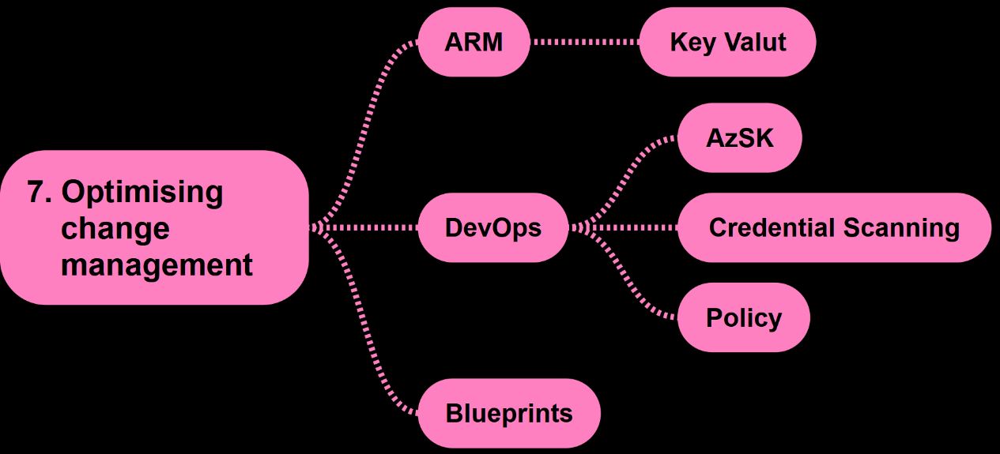 7. Optimising
change
management
ARM
Key Valut
DevOps
AzSK
Credential Scanning
Policy
Blueprints